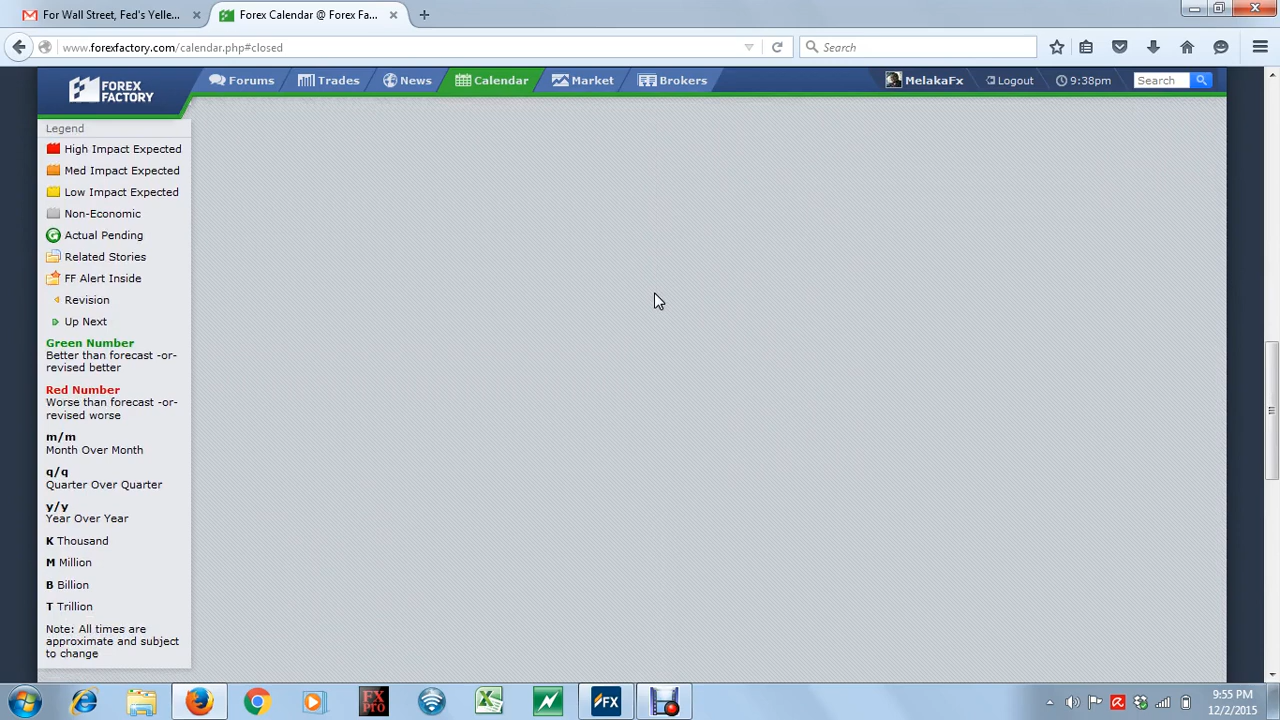 For Wall Street, Fed's Yelle...
Forex Calendar @ Forex Fa...
www.forexfactory.com/calendar.php#closed
Search
FOREX
FACTORY
Forums
Trades
News
Calendar
Market
Brokers
MelakaFx
Logout
9:38pm
Search
Legend
High Impact Expected
Med Impact Expected
Low Impact Expected
Non-Economic
Actual Pending
Related Stories
FF Alert Inside
Revision
Up Next
Green Number
Better than forecast -or-
revised better
Red Number
Worse than forecast -or-
revised worse
m/m
Month Over Month
q/q
Quarter Over Quarter
y/y
Year Over Year
K Thousand
M Million
B Billion
T Trillion
Note: All times are
approximate and subject
to change
FX
PRO
FX
9:55 PM
12/2/2015